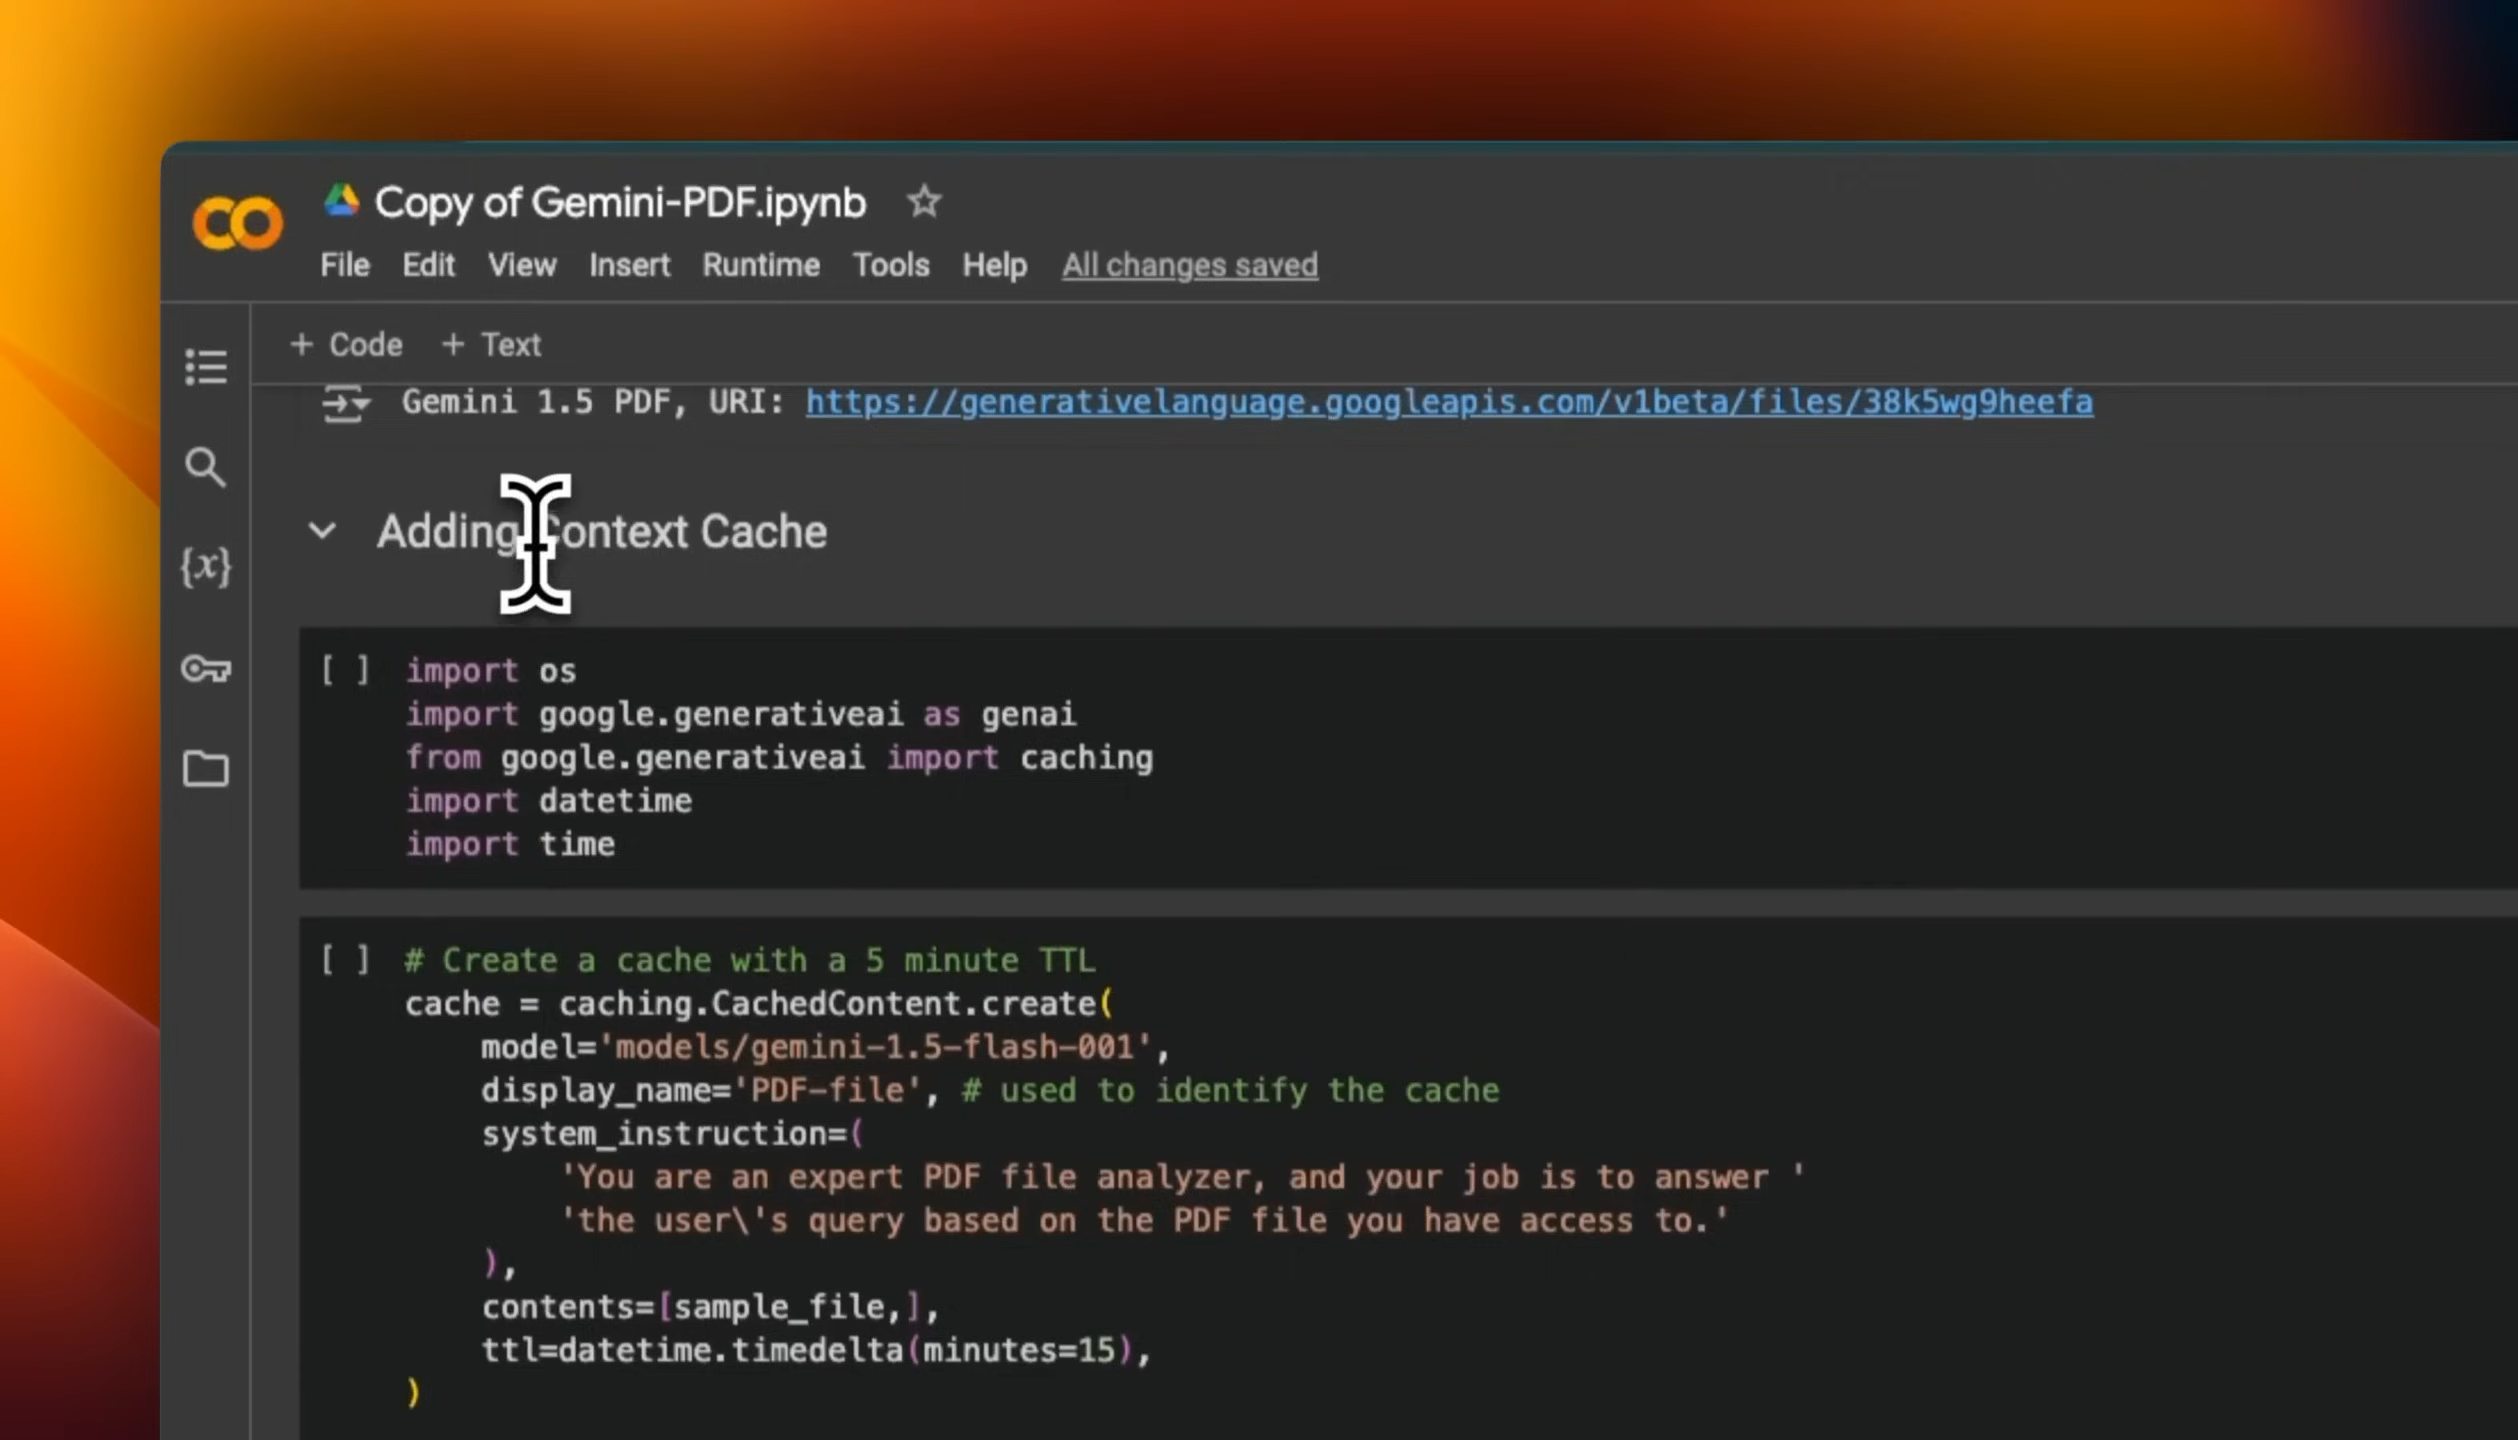 Copy of Gemini-PDF.ipynb
File Edit View Insert Runtime Tools Help All changes saved
+ Code + Text
Gemini 1.5 PDF, URI: https://generativelanguage.googleapis.com/v1beta/files/38k5wg9heefa
Adding Context Cache
[ ] import os
import google.generativeai as genai
from google.generativeai import caching
import datetime
import time
[ ] # Create a cache with a 5 minute TTL
cache = caching.CachedContent.create(
model='models/gemini-1.5-flash-001',
display_name='PDF-file', # used to identify the cache
system_instruction=(
'You are an expert PDF file analyzer, and your job is to answer '
'the user\'s query based on the PDF file you have access to.'
),
contents=[sample_file,],
ttl=datetime.timedelta(minutes=15),
)